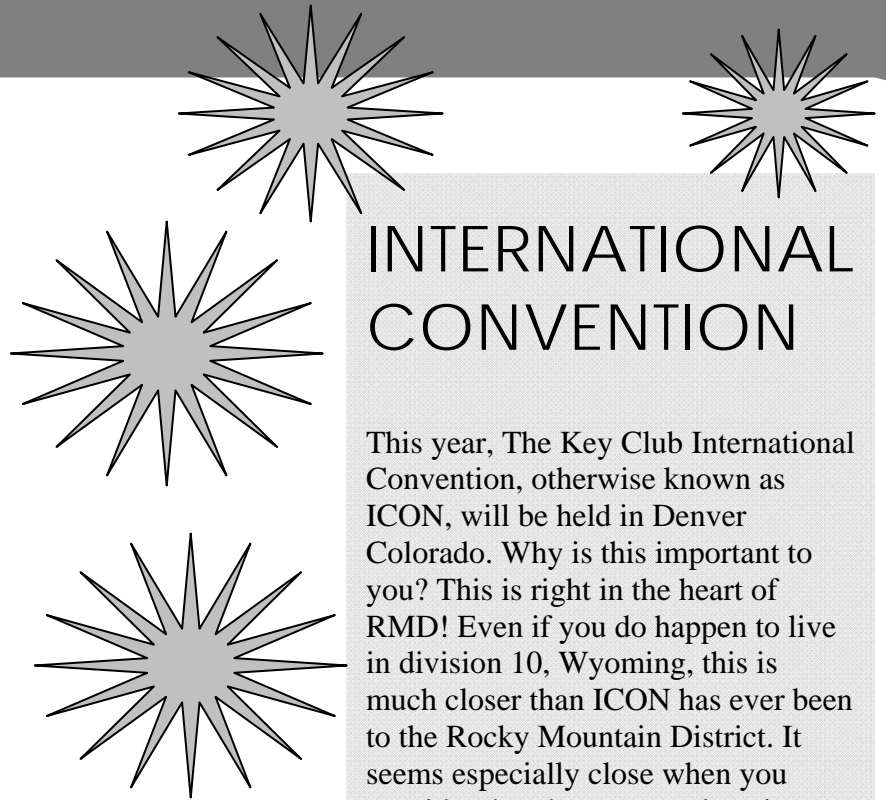 INTERNATIONAL
CONVENTION
This year, The Key Club International
Convention, otherwise known as
ICON, will be held in Denver
Colorado. Why is this important to
you? This is right in the heart of
RMD! Even if you do happen to live
in division 10, Wyoming, this is
much closer than ICON has ever been
to the Rocky Mountain District. It
seems especially close when you